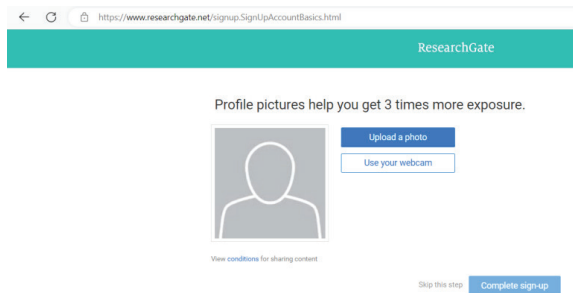 https://www.researchgate.net/signup.SignUpAccountBasics.html
ResearchGate
Profile pictures help you get 3 times more exposure.
Upload a photo
Use your webcam
View conditions for sharing content
Skip this step
Complete sign-up